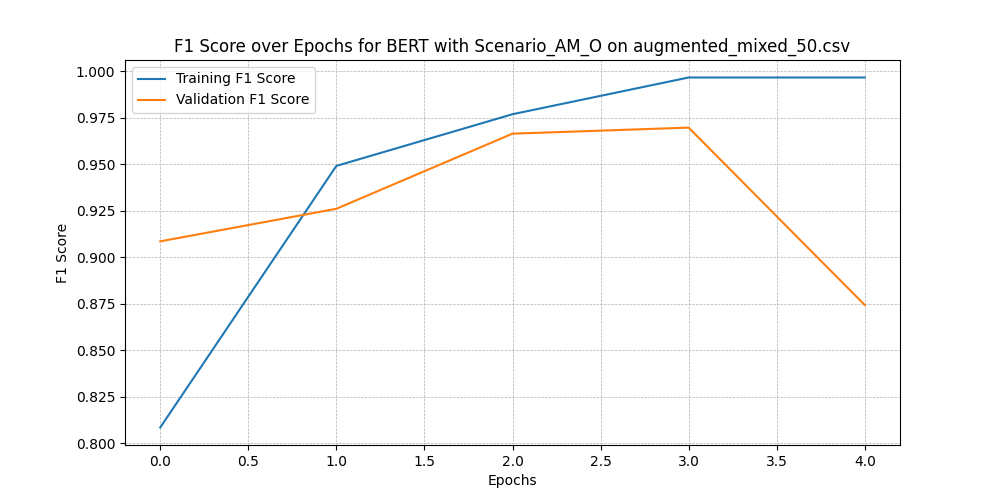 F1 Score over Epochs for BERT with Scenario_AM_O on augmented_mixed_50.csv
Training F1 Score
Validation F1 Score
F1 Score
1.000
0.975
0.950
0.925
0.900
0.875
0.850
0.825
0.800
0.0 0.5 1.0 1.5 2.0 2.5 3.0 3.5 4.0
Epochs